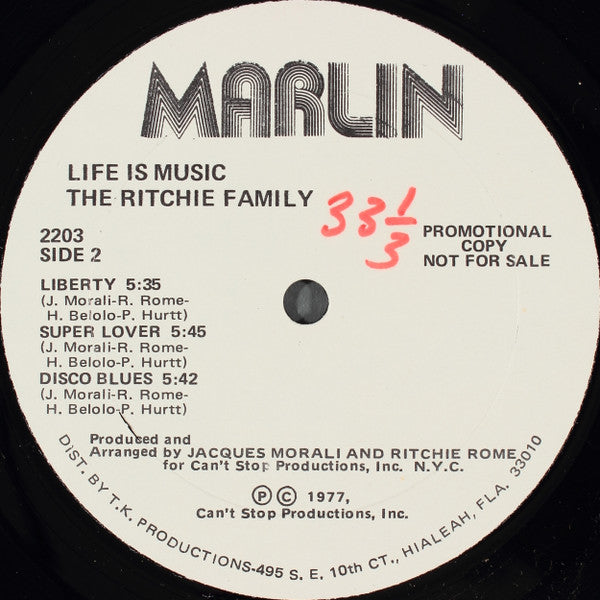 MARLIN
LIFE IS MUSIC
THE RITCHIE FAMILY
33 1/3
2203
SIDE 2
PROMOTIONAL
COPY
NOT FOR SALE
LIBERTY 5:35
(J. Morali-R. Rome-
H. Belolo-P. Hurtt)
SUPER LOVER 5:45
(J. Morali-R. Rome-
H. Belolo-P. Hurtt)
DISCO BLUES 5:42
(J. Morali-R. Rome-
H. Belolo-P. Hurtt)
Produced and
Arranged by JACQUES MORALI AND RITCHIE ROME
for Can't Stop Productions, Inc. N.Y.C.
Ⓟ © 1977,
Can't Stop Productions, Inc.
DIST. BY T.K. PRODUCTIONS-495 S. E. 10th CT., HIALEAH, FLA. 33010